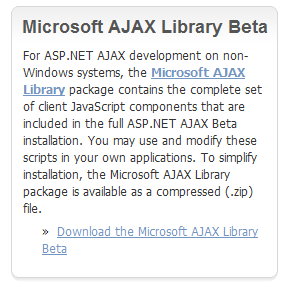 Microsoft AJAX Library Beta
For ASP.NET AJAX development on non-
Windows systems, the Microsoft AJAX
Library package contains the complete set
of client JavaScript components that are
included in the full ASP.NET AJAX Beta
installation. You may use and modify these
scripts in your own applications. To simplify
installation, the Microsoft AJAX Library
package is available as a compressed (.zip)
file.
» Download the Microsoft AJAX Library
Beta